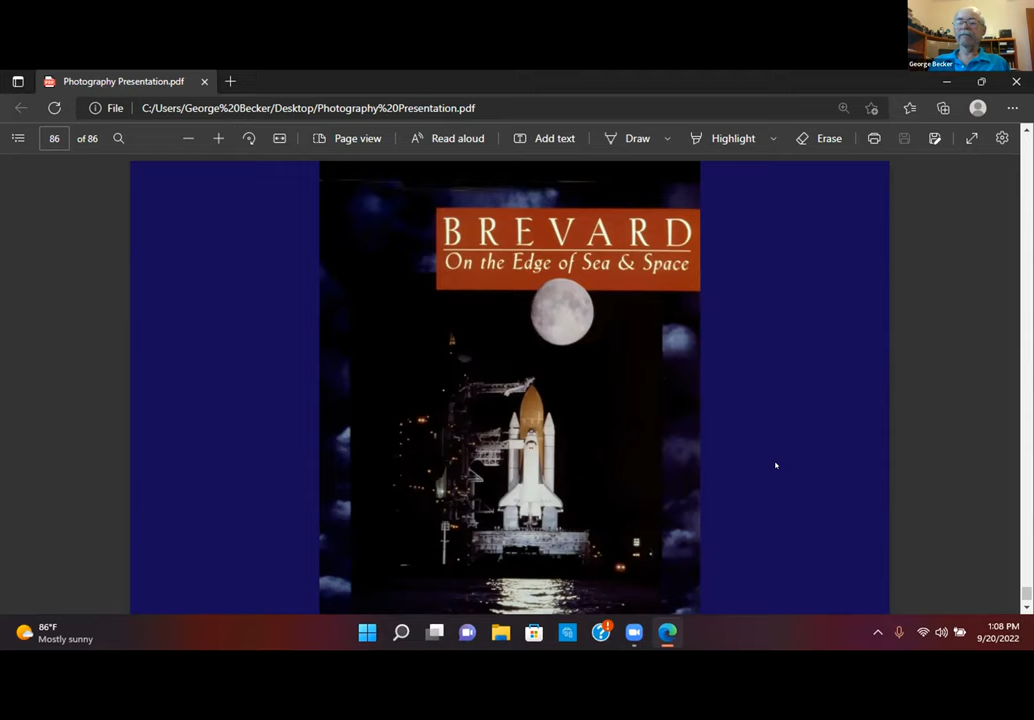 George Becker
Photography Presentation.pdf
File
C:/Users/George%20Becker/Desktop/Photography%20Presentation.pdf
86
of 86
Page view
Read aloud
Add text
Draw
Highlight
Erase
BREVARD
On the Edge of Sea & Space
86°F
Mostly sunny
1:08 PM
9/20/2022